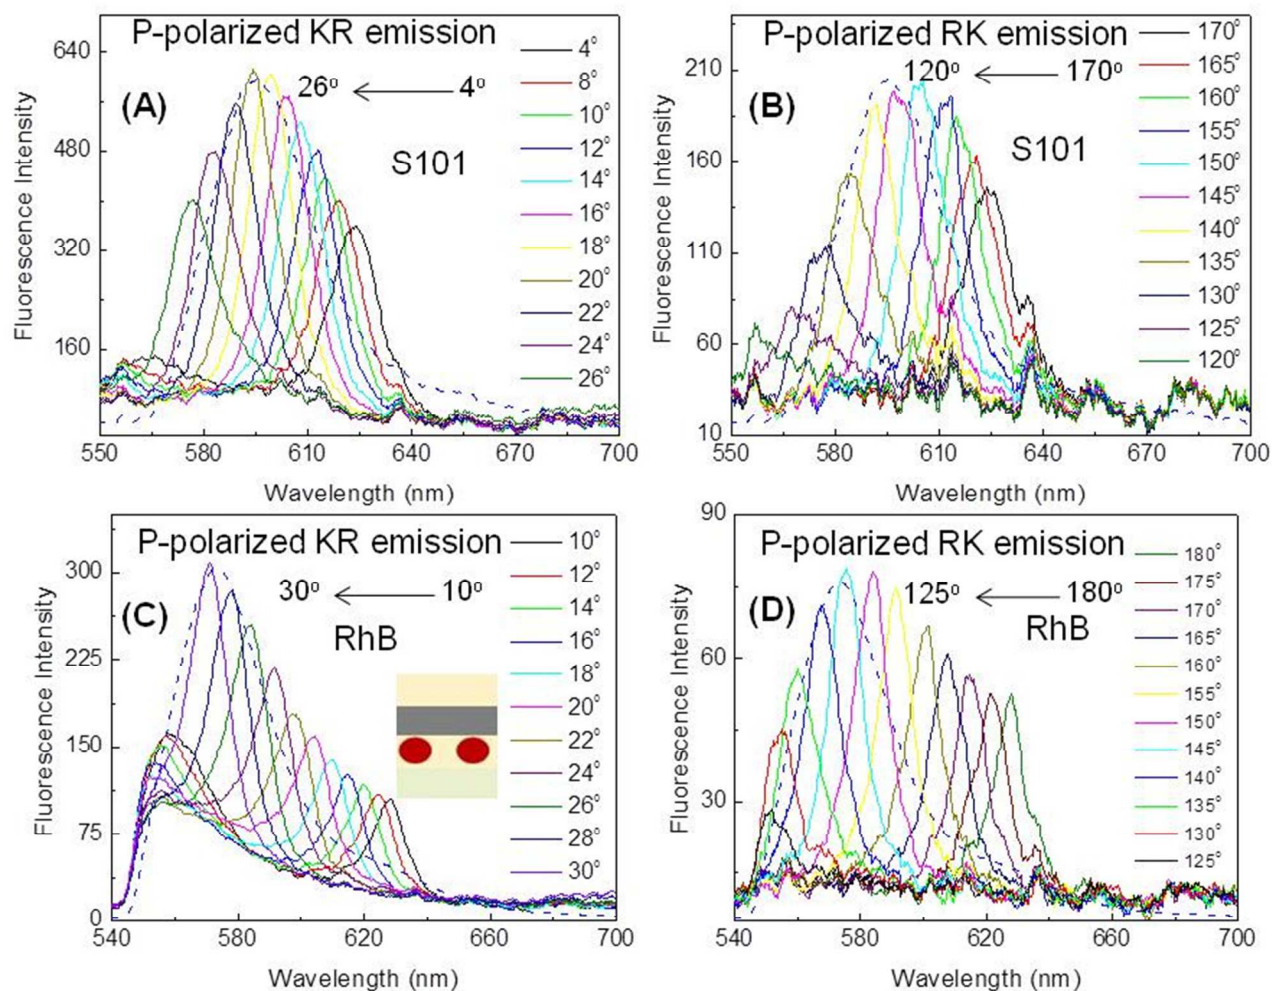 P-polarized KR emission
26° ← 4°
(A)
S101
4°
8°
10°
12°
14°
16°
18°
20°
22°
24°
26°
640
480
320
160
Fluorescence Intensity
550 580 610 640 670 700
Wavelength (nm)
P-polarized RK emission
120° ← 170°
(B)
S101
170°
165°
160°
155°
150°
145°
140°
135°
130°
125°
120°
210
160
110
60
10
Fluorescence Intensity
550 580 610 640 670 700
Wavelength (nm)
P-polarized KR emission
30° ← 10°
(C)
RhB
10°
12°
14°
16°
18°
20°
22°
24°
26°
28°
30°
300
225
150
75
0
Fluorescence Intensity
540 580 620 660 700
Wavelength (nm)
P-polarized RK emission
125° ← 180°
(D)
RhB
180°
175°
170°
165°
160°
155°
150°
145°
140°
135°
130°
125°
90
60
30
Fluorescence Intensity
540 580 620 660 700
Wavelength (nm)